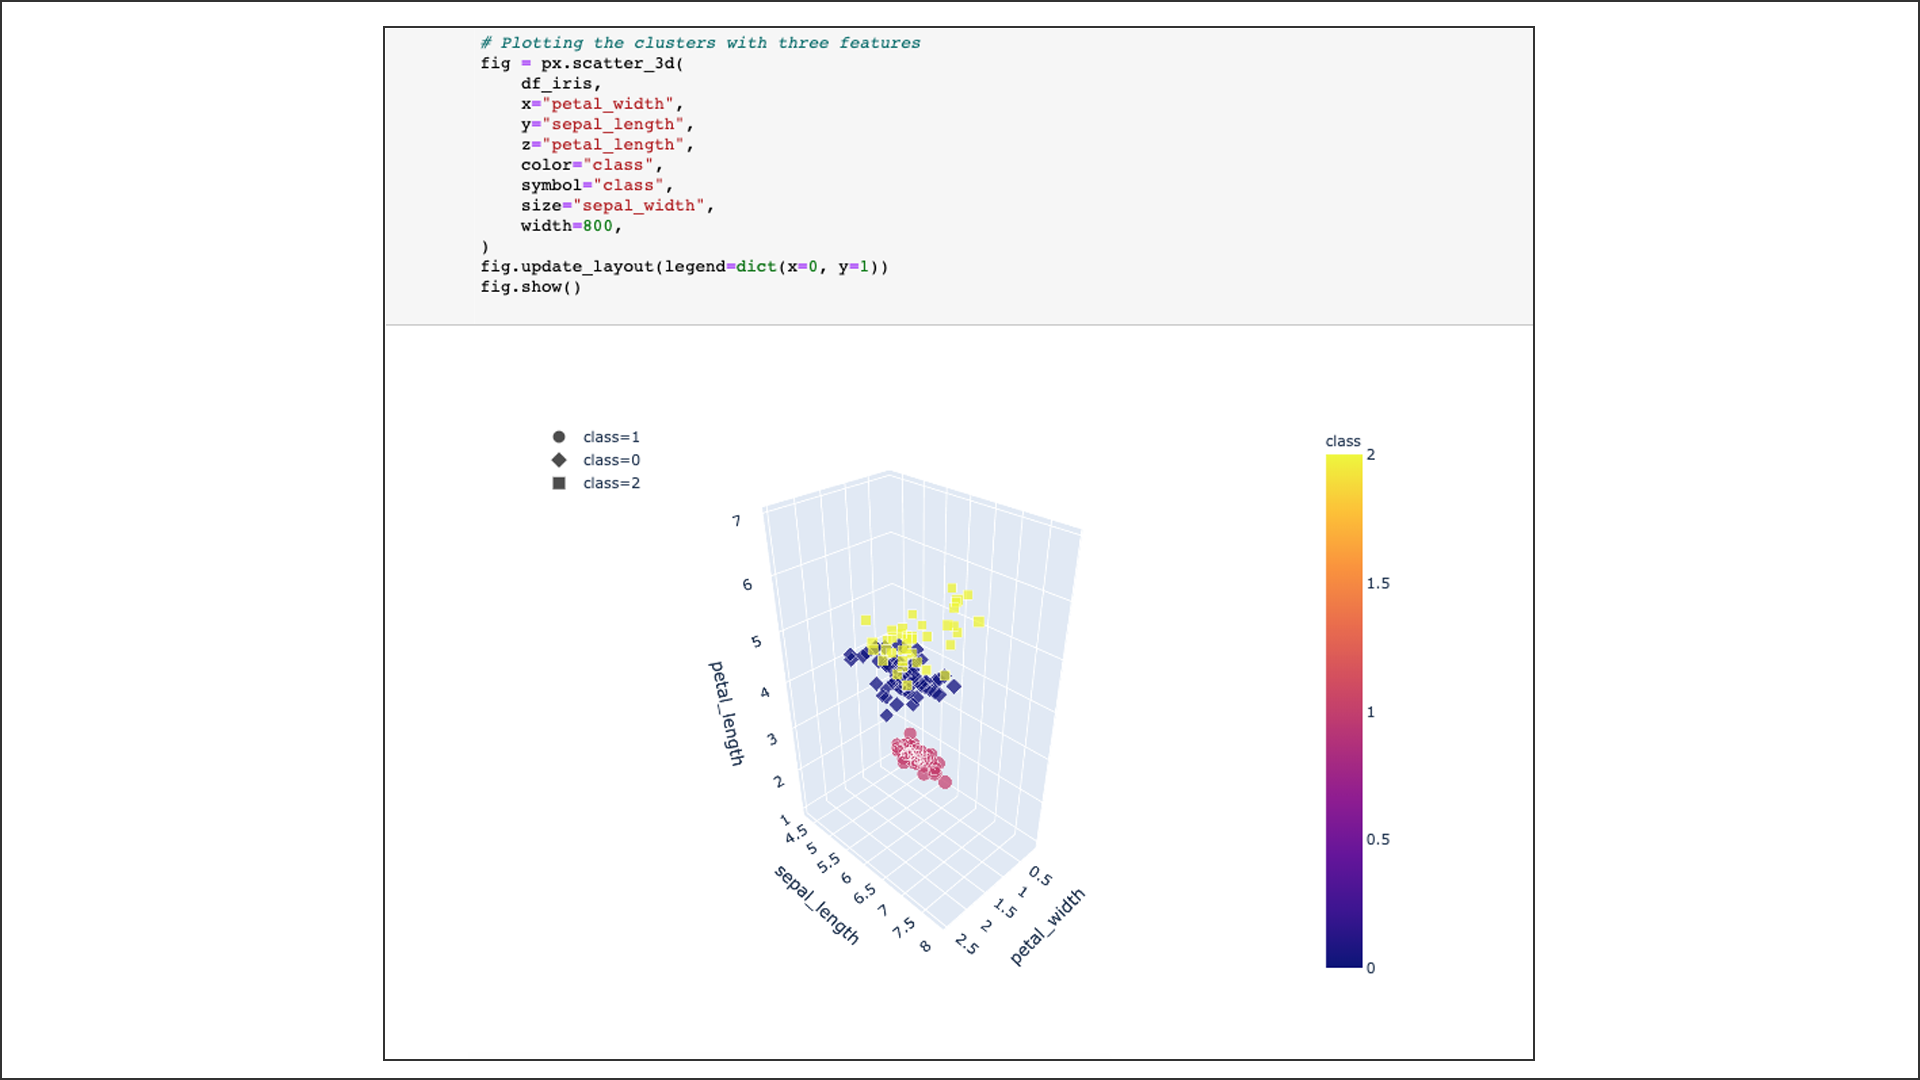 # Plotting the clusters with three features
fig = px.scatter_3d(
    df_iris,
    x="petal_width",
    y="sepal_length",
    z="petal_length",
    color="class",
    symbol="class",
    size="sepal_width",
    width=800,
)
fig.update_layout(legend=dict(x=0, y=1))
fig.show()
class=1
class=0
class=2
7
6
5
4
3
2
1
petal_length
4.5
5
5.5
6
6.5
7
7.5
8
sepal_length
0.5
1
1.5
2
2.5
petal_width
class
2
1.5
1
0.5
0